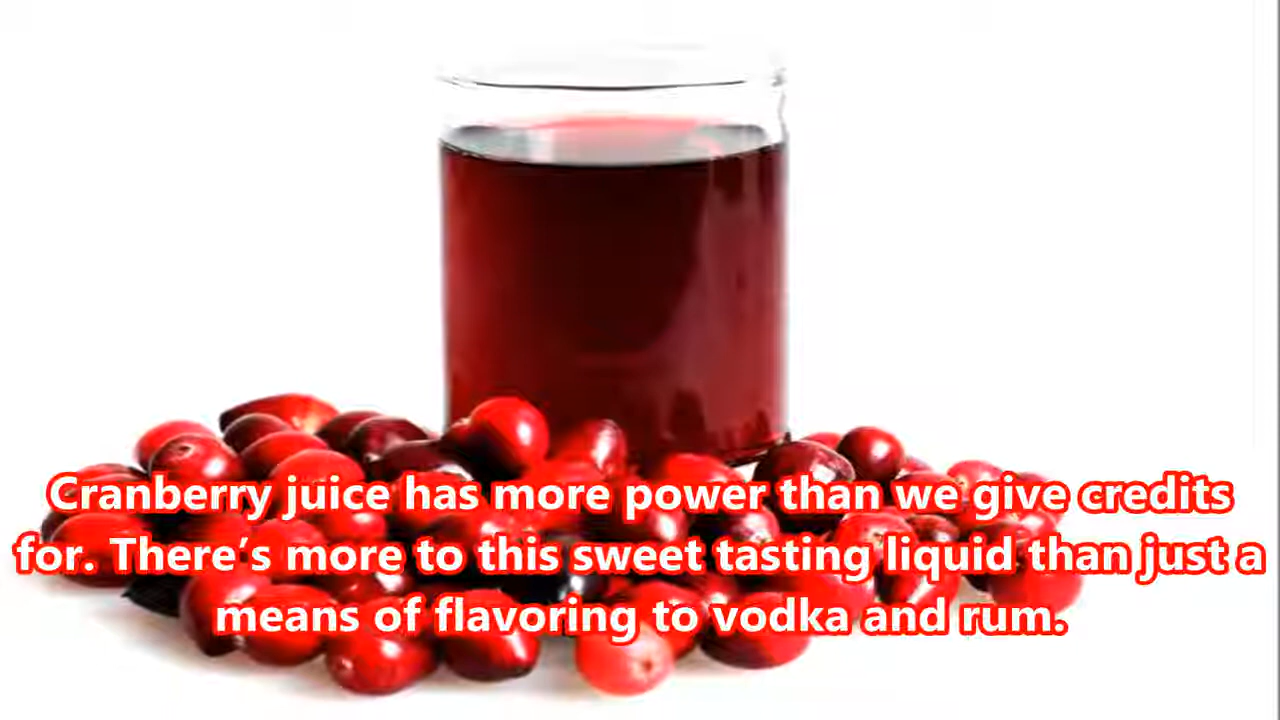 Cranberry juice has more power than we give credits
for. There’s more to this sweet tasting liquid than just a
means of flavoring to vodka and rum.